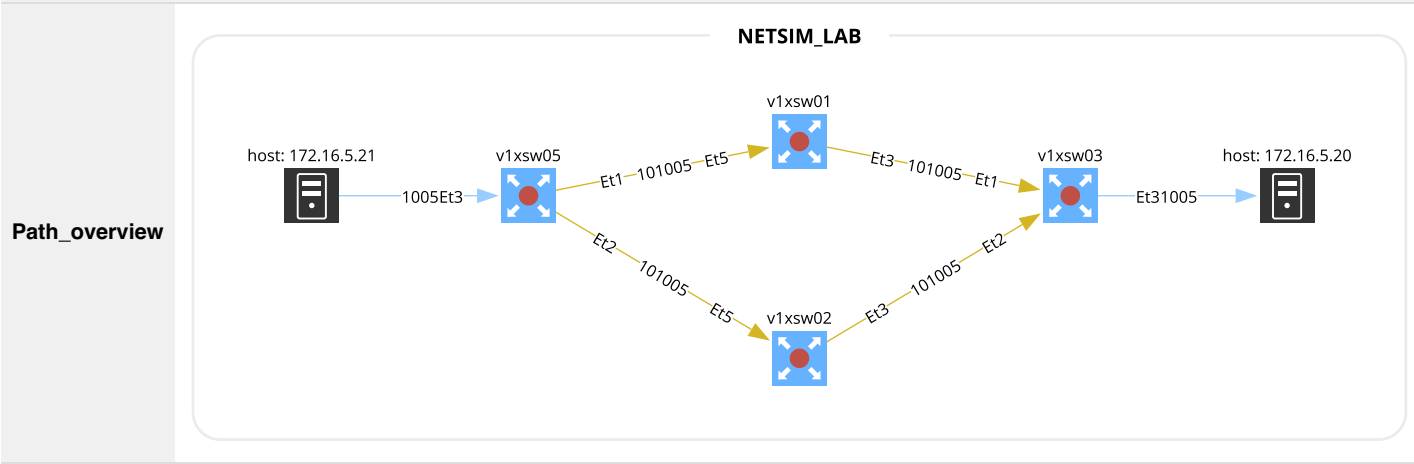 NETSIM_LAB
Path_overview
host: 172.16.5.21
1005Et3
v1xsw05
Et1 101005 Et5
v1xsw01
Et3 101005 Et1
Et2 101005 Et5
v1xsw02
Et3 101005 Et2
v1xsw03
Et31005
host: 172.16.5.20